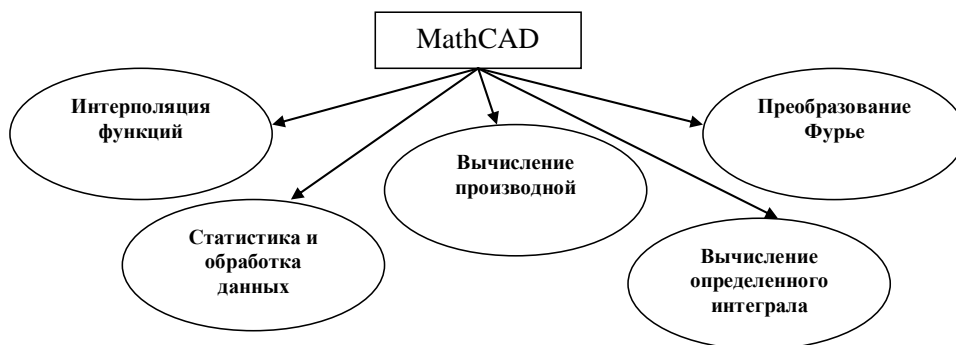 MathCAD
Интерполяция
функций
Преобразование
Фурье
Вычисление
производной
Статистика и
обработка
данных
Вычисление
определенного
интеграла